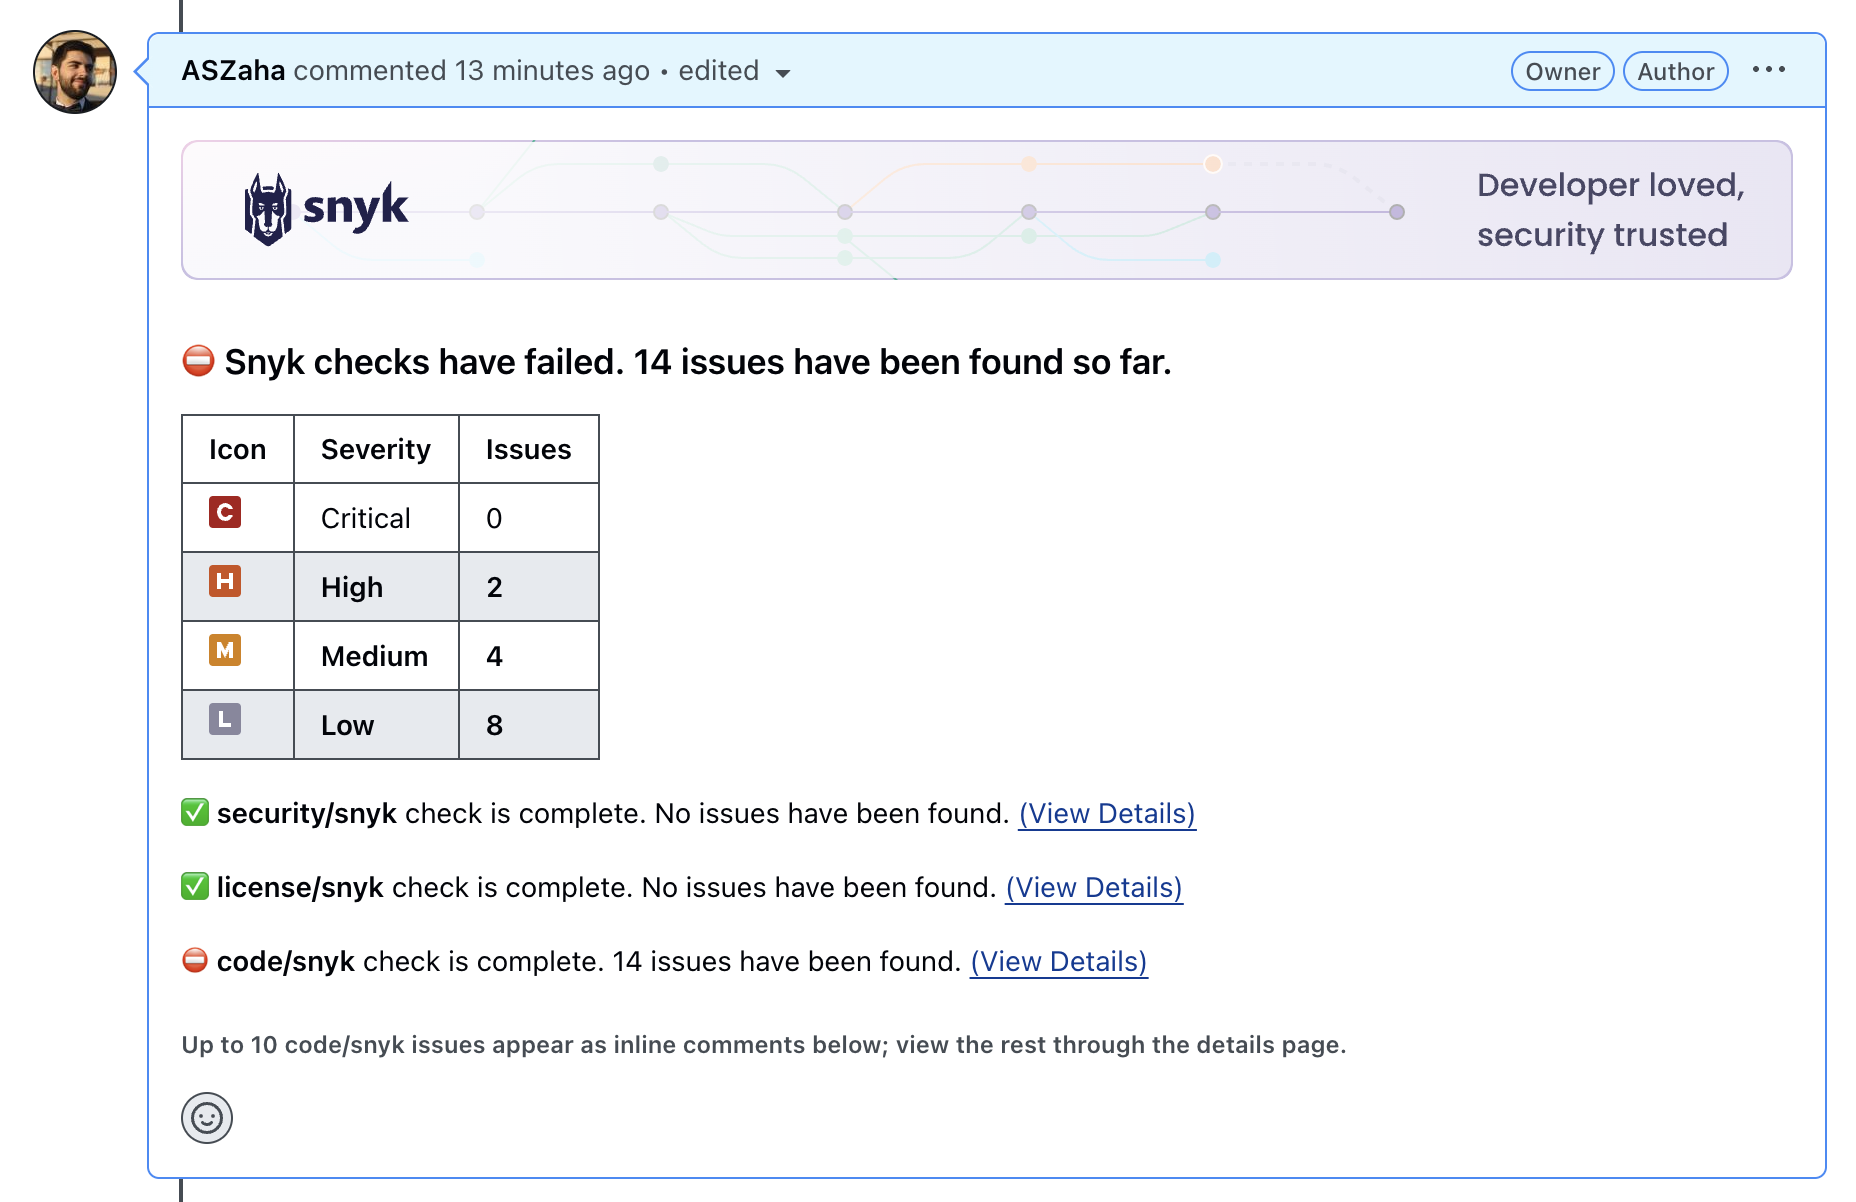 ASZaha commented 13 minutes ago • edited
Owner
Author
snyk
Developer loved,
security trusted
⛔ Snyk checks have failed. 14 issues have been found so far.
Icon Severity Issues
C Critical 0
H High 2
M Medium 4
L Low 8
✅ security/snyk check is complete. No issues have been found. (View Details)
✅ license/snyk check is complete. No issues have been found. (View Details)
⛔ code/snyk check is complete. 14 issues have been found. (View Details)
Up to 10 code/snyk issues appear as inline comments below; view the rest through the details page.